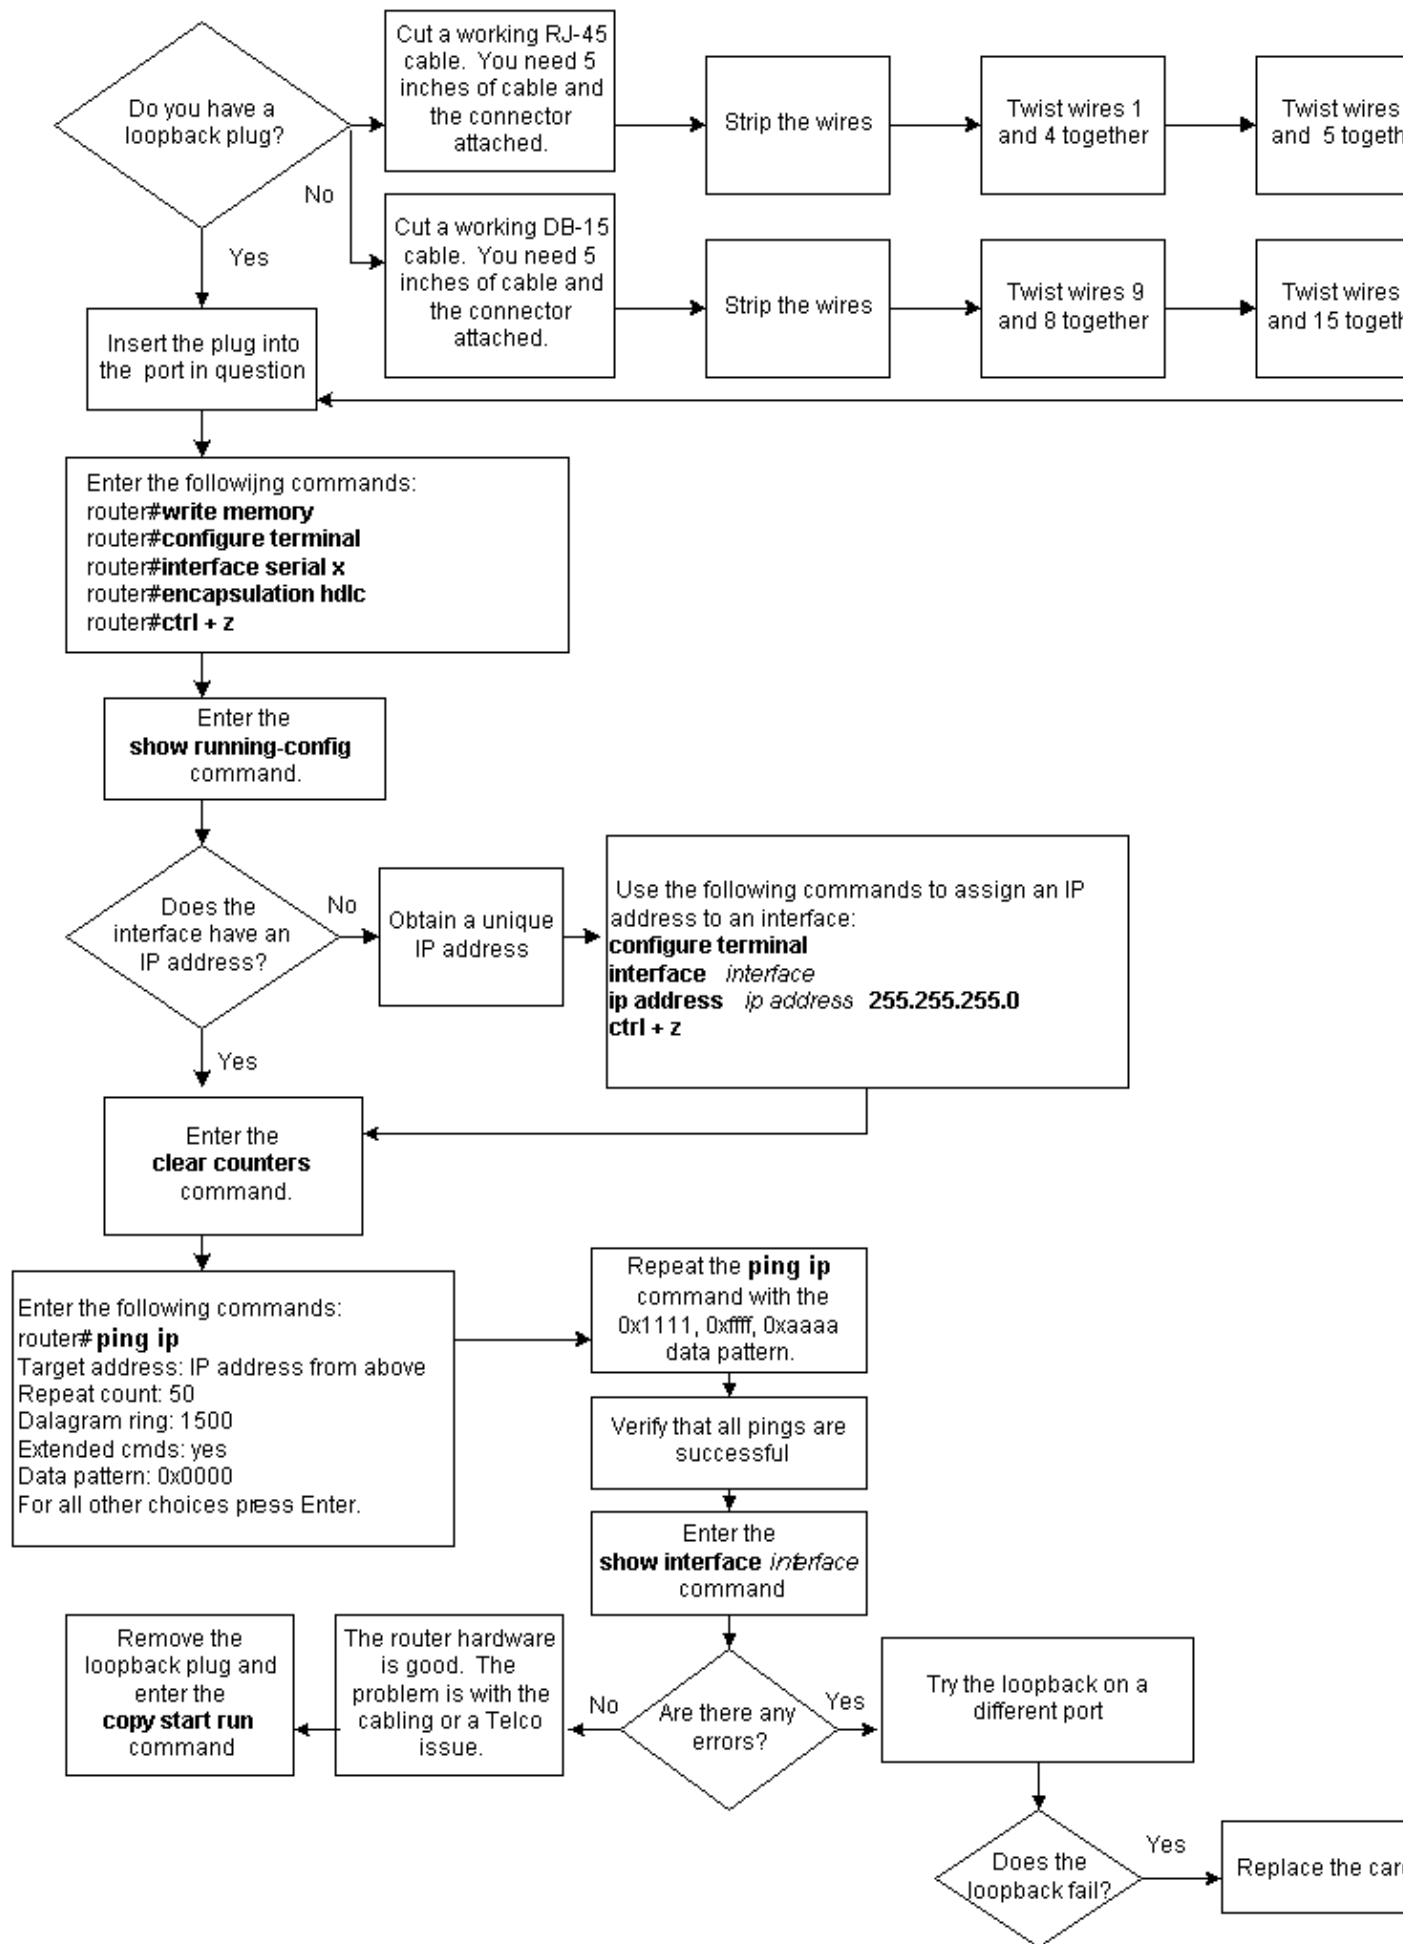 Do you have a
loopback plug?
No
Yes
Cut a working RJ-45
cable. You need 5
inches of cable and
the connector
attached.
Strip the wires
Twist wires 1
and 4 together
Twist wires
and 5
Cut a working DB-15
cable. You need 5
inches of cable and
the connector
attached.
Strip the wires
Twist wires 9
and 8 together
Twist wires
and 15
Insert the plug into
the port in question
Enter the followijng commands:
router#write memory
router#configure terminal
router#interface serial x
router#encapsulation hdlc
router#ctrl + z
Enter the
show running-config
command.
Does the
interface have an
IP address?
No
Yes
Obtain a unique
IP address
Use the following commands to assign an IP
address to an interface:
configure terminal
interface interface
ip address ip address 255.255.255.0
ctrl + z
Enter the
clear counters
command.
Enter the following commands:
router# ping ip
Target address: IP address from above
Repeat count: 50
Dalagram ring: 1500
Extended cmds: yes
Data pattern: 0x0000
For all other choices press Enter.
Repeat the ping ip
command with the
0x1111, 0xffff, 0xaaaa
data pattern.
Verify that all pings are
successful
Enter the
show interface interface
command
Are there any
errors?
No
Yes
The router hardware
is good. The
problem is with the
cabling or a Telco
issue.
Remove the
loopback plug and
enter the
copy start run
command
Try the loopback on a
different port
Does the
loopback fail?
Yes
Replace the